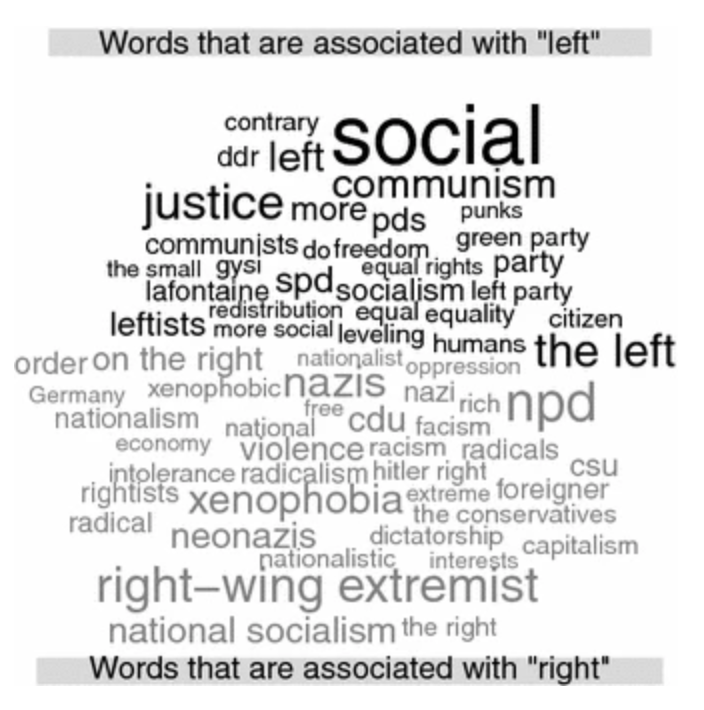 Words that are associated with "left"
contrary social
ddr left
communism
justice more pds punks
communists do freedom green party
the small gysi equal rights party
lafontaine spd socialism left party
redistribution equal equality citizen
leftists more social leveling humans the left
order on the right nationalist oppression
Germany xenophobic nazis nazi rich npd
nationalism national free cdu facism
economy violence racism radicals
intolerance radicalism hitler right csu
rightists xenophobia extreme foreigner
the conservatives
radical neonazis dictatorship capitalism
nationalistic interests
right-wing extremist
national socialism the right
Words that are associated with "right"